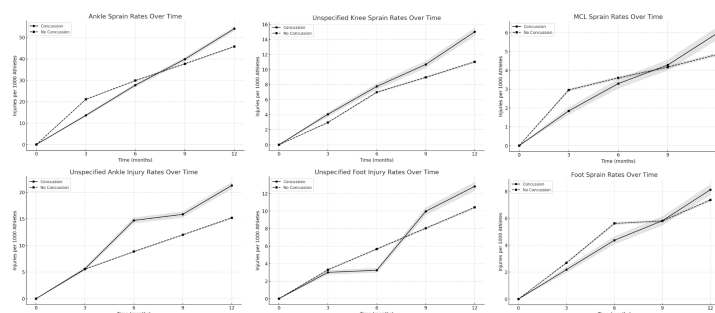 Ankle Sprain Rates Over Time
Concussion
No Concussion
Injuries per 1000 Athletes
50
40
30
20
10
0
0 3 6 9 12
Time (months)
Unspecified Knee Sprain Rates Over Time
Concussion
No Concussion
Injuries per 1000 Athletes
16
14
12
10
8
6
4
2
0
0 3 6 9 12
Time (months)
MCL Sprain Rates Over Time
Concussion
No Concussion
Injuries per 1000 Athletes
6
5
4
3
2
1
0
0 3 6 9
Time (months)
Unspecified Ankle Injury Rates Over Time
Concussion
No Concussion
Injuries per 1000 Athletes
20
15
10
5
0
0 3 6 9 12
Unspecified Foot Injury Rates Over Time
Concussion
No Concussion
Injuries per 1000 Athletes
12
10
8
6
4
2
0
0 3 6 9 12
Foot Sprain Rates Over Time
Concussion
No Concussion
Injuries per 1000 Athletes
8
6
4
2
0
0 3 6 9 12